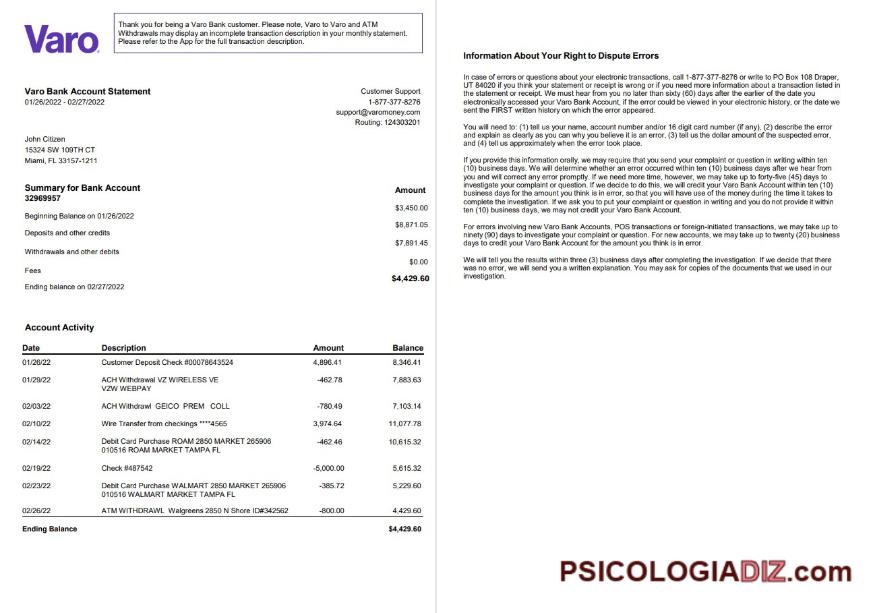 Varo
Thank you for being a Varo Bank customer. Please note, Varo to Varo and ATM
Withdrawals may display an incomplete transaction description in your monthly statement.
Please refer to the App for the full transaction description.
Varo Bank Account Statement
01/26/2022 - 02/27/2022
Customer Support
1-877-377-8276
support@varomoney.com
Routing: 124303201
John Citizen
15324 SW 109TH CT
Miami, FL 33157-1211
Summary for Bank Account
32969957
Amount
Beginning Balance on 01/26/2022 $3,450.00
Deposits and other credits $8,871.05
Withdrawals and other debits $7,891.45
Fees $0.00
Ending balance on 02/27/2022 $4,429.60
Account Activity
Date Description Amount Balance
01/26/22 Customer Deposit Check #00078643524 4,896.41 8,346.41
01/29/22 ACH Withdrawal VZ WIRELESS VE -462.78 7,883.63
VZW WEBPAY
02/03/22 ACH Withdrawl GEICO PREM COLL -780.49 7,103.14
02/10/22 Wire Transfer from checkings ****4565 3,974.64 11,077.78
02/14/22 Debit Card Purchase ROAM 2850 MARKET 265906 -462.46 10,615.32
010516 ROAM MARKET TAMPA FL
02/19/22 Check #487542 -5,000.00 5,615.32
02/23/22 Debit Card Purchase WALMART 2850 MARKET 265906 -385.72 5,229.60
010516 WALMART MARKET TAMPA FL
02/26/22 ATM WITHDRAWL Walgreens 2850 N Shore ID#342562 -800.00 4,429.60
Ending Balance $4,429.60
Information About Your Right to Dispute Errors
In case of errors or questions about your electronic transactions, call 1-877-377-8276 or write to PO Box 108 Draper,
UT 84020 if you think your statement or receipt is wrong or if you need more information about a transaction listed in
the statement or receipt. We must hear from you no later than sixty (60) days after the earlier of the date you
electronically accessed your Varo Bank Account, if the error could be viewed in your electronic history, or the date we
sent the FIRST written history on which the error appeared.
You will need to: (1) tell us your name, account number and/or 16 digit card number (if any), (2) describe the error
and explain as clearly as you can why you believe it is an error, (3) tell us the dollar amount of the suspected error,
and (4) tell us approximately when the error took place.
If you provide this information orally, we may require that you send your complaint or question in writing within ten
(10) business days. We will determine whether an error occurred within ten (10) business days after we hear from
you and will correct any error promptly. If we need more time, however, we may take up to forty-five (45) days to
investigate your complaint or question. If we decide to do this, we will credit your Varo Bank Account within ten (10)
business days for the amount you think is in error, so that you will have use of the money during the time it takes to
complete the investigation. If we ask you to put your complaint or question in writing and you do not provide it within
ten (10) business days, we may not credit your Varo Bank Account.
For errors involving new Varo Bank Accounts, POS transactions or foreign-initiated transactions, we may take up to
ninety (90) days to investigate your complaint or question. For new accounts, we may take up to twenty (20) business
days to credit your Varo Bank Account for the amount you think is in error.
We will tell you the results within three (3) business days after completing the investigation. If we decide that there
was no error, we will send you a written explanation. You may ask for copies of the documents that we used in our
investigation.
PSICOLOGIADIZ.com